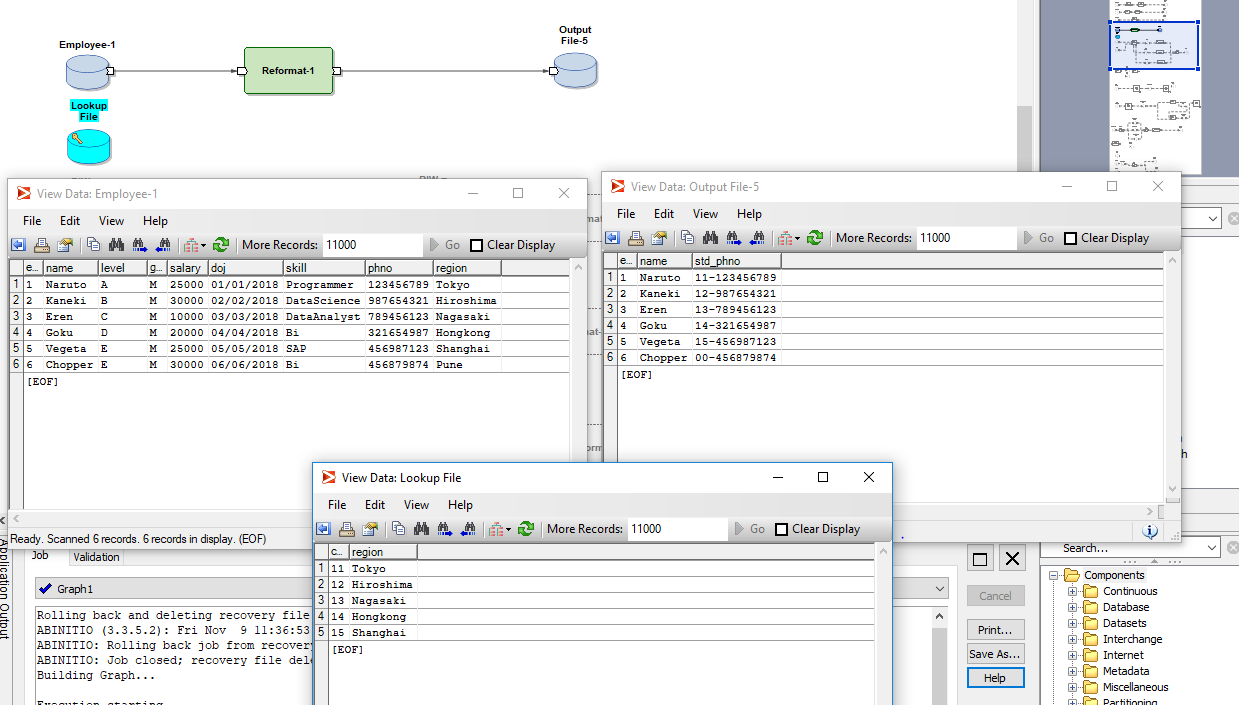 Employee-1
Reformat-1
Output
File-5
Lookup
File
View Data: Employee-1
File Edit View Help
More Records: 11000 Go Clear Display
e... name level g... salary doj skill phno region
1 1 Naruto A M 25000 01/01/2018 Programmer 123456789 Tokyo
2 2 Kaneki B M 30000 02/02/2018 DataScience 987654321 Hiroshima
3 3 Eren C M 10000 03/03/2018 DataAnalyst 789456123 Nagasaki
4 4 Goku D M 20000 04/04/2018 Bi 321654987 Hongkong
5 5 Vegeta E M 25000 05/05/2018 SAP 456987123 Shanghai
6 6 Chopper E M 30000 06/06/2018 Bi 456879874 Pune
[EOF]
Ready. Scanned 6 records. 6 records in display. (EOF)
View Data: Output File-5
File Edit View Help
More Records: 11000 Go Clear Display
e... name std_phno
1 1 Naruto 11-123456789
2 2 Kaneki 12-987654321
3 3 Eren 13-789456123
4 4 Goku 14-321654987
5 5 Vegeta 15-456987123
6 6 Chopper 00-456879874
[EOF]
View Data: Lookup File
File Edit View Help
More Records: 11000 Go Clear Display
c... region
1 11 Tokyo
2 12 Hiroshima
3 13 Nagasaki
4 14 Hongkong
5 15 Shanghai
[EOF]
Application Output
Job Validation
Graph1
Rolling back and deleting recovery file
ABINITIO (3.3.5.2): Fri Nov 9 11:36:53
ABINITIO: Rolling back job from recovery
ABINITIO: Job closed; recovery file dele
Building Graph...
Execution starting
Cancel
Print...
Save As...
Help
Search...
Components
Continuous
Database
Datasets
Interchange
Internet
Metadata
Miscellaneous
Partitioning